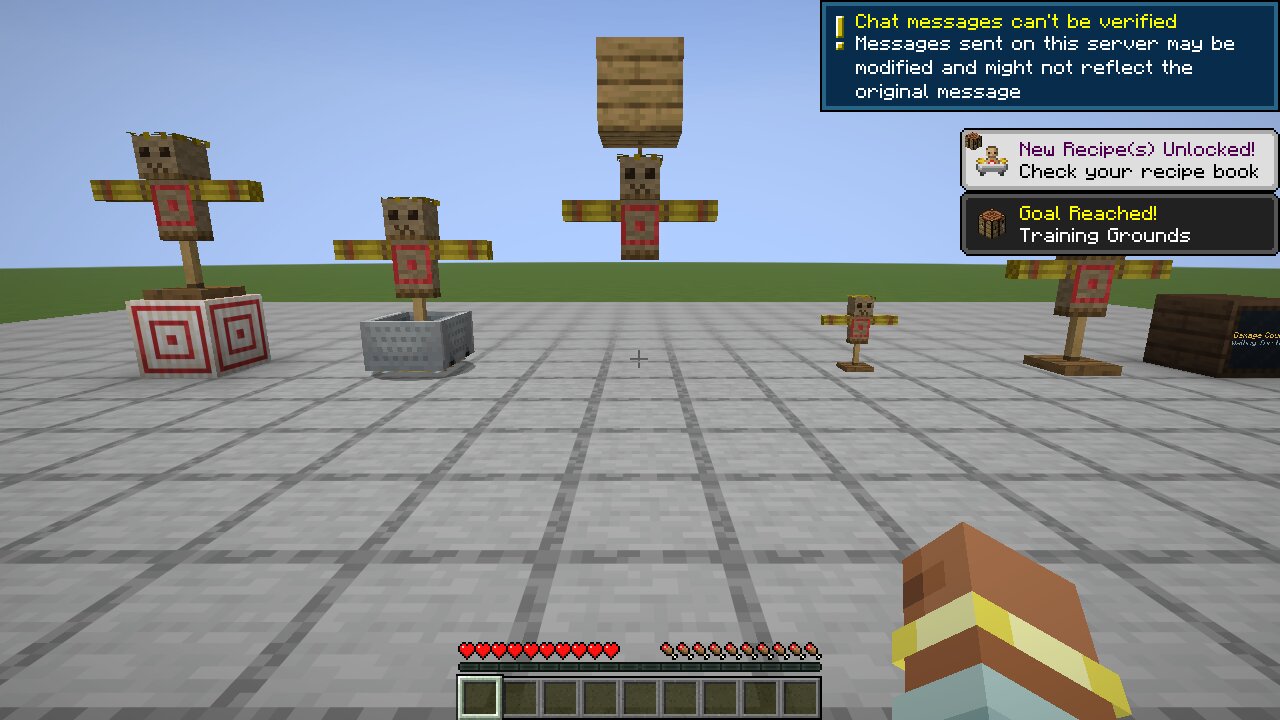 Chat messages can't be verified
Messages sent on this server may be
modified and might not reflect the
original message
New Recipe(s) Unlocked!
Check your recipe book
Goal Reached!
Training Grounds
Damage